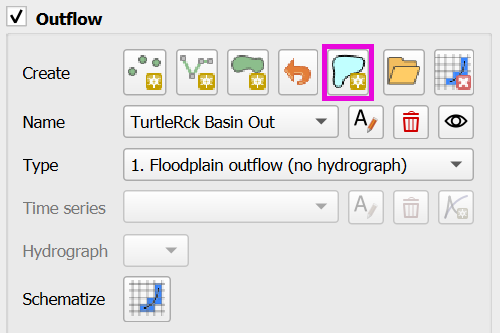 Outflow
Create
Name TurtleRck Basin Out
Type 1. Floodplain outflow (no hydrograph)
Time series
Hydrograph
Schematize